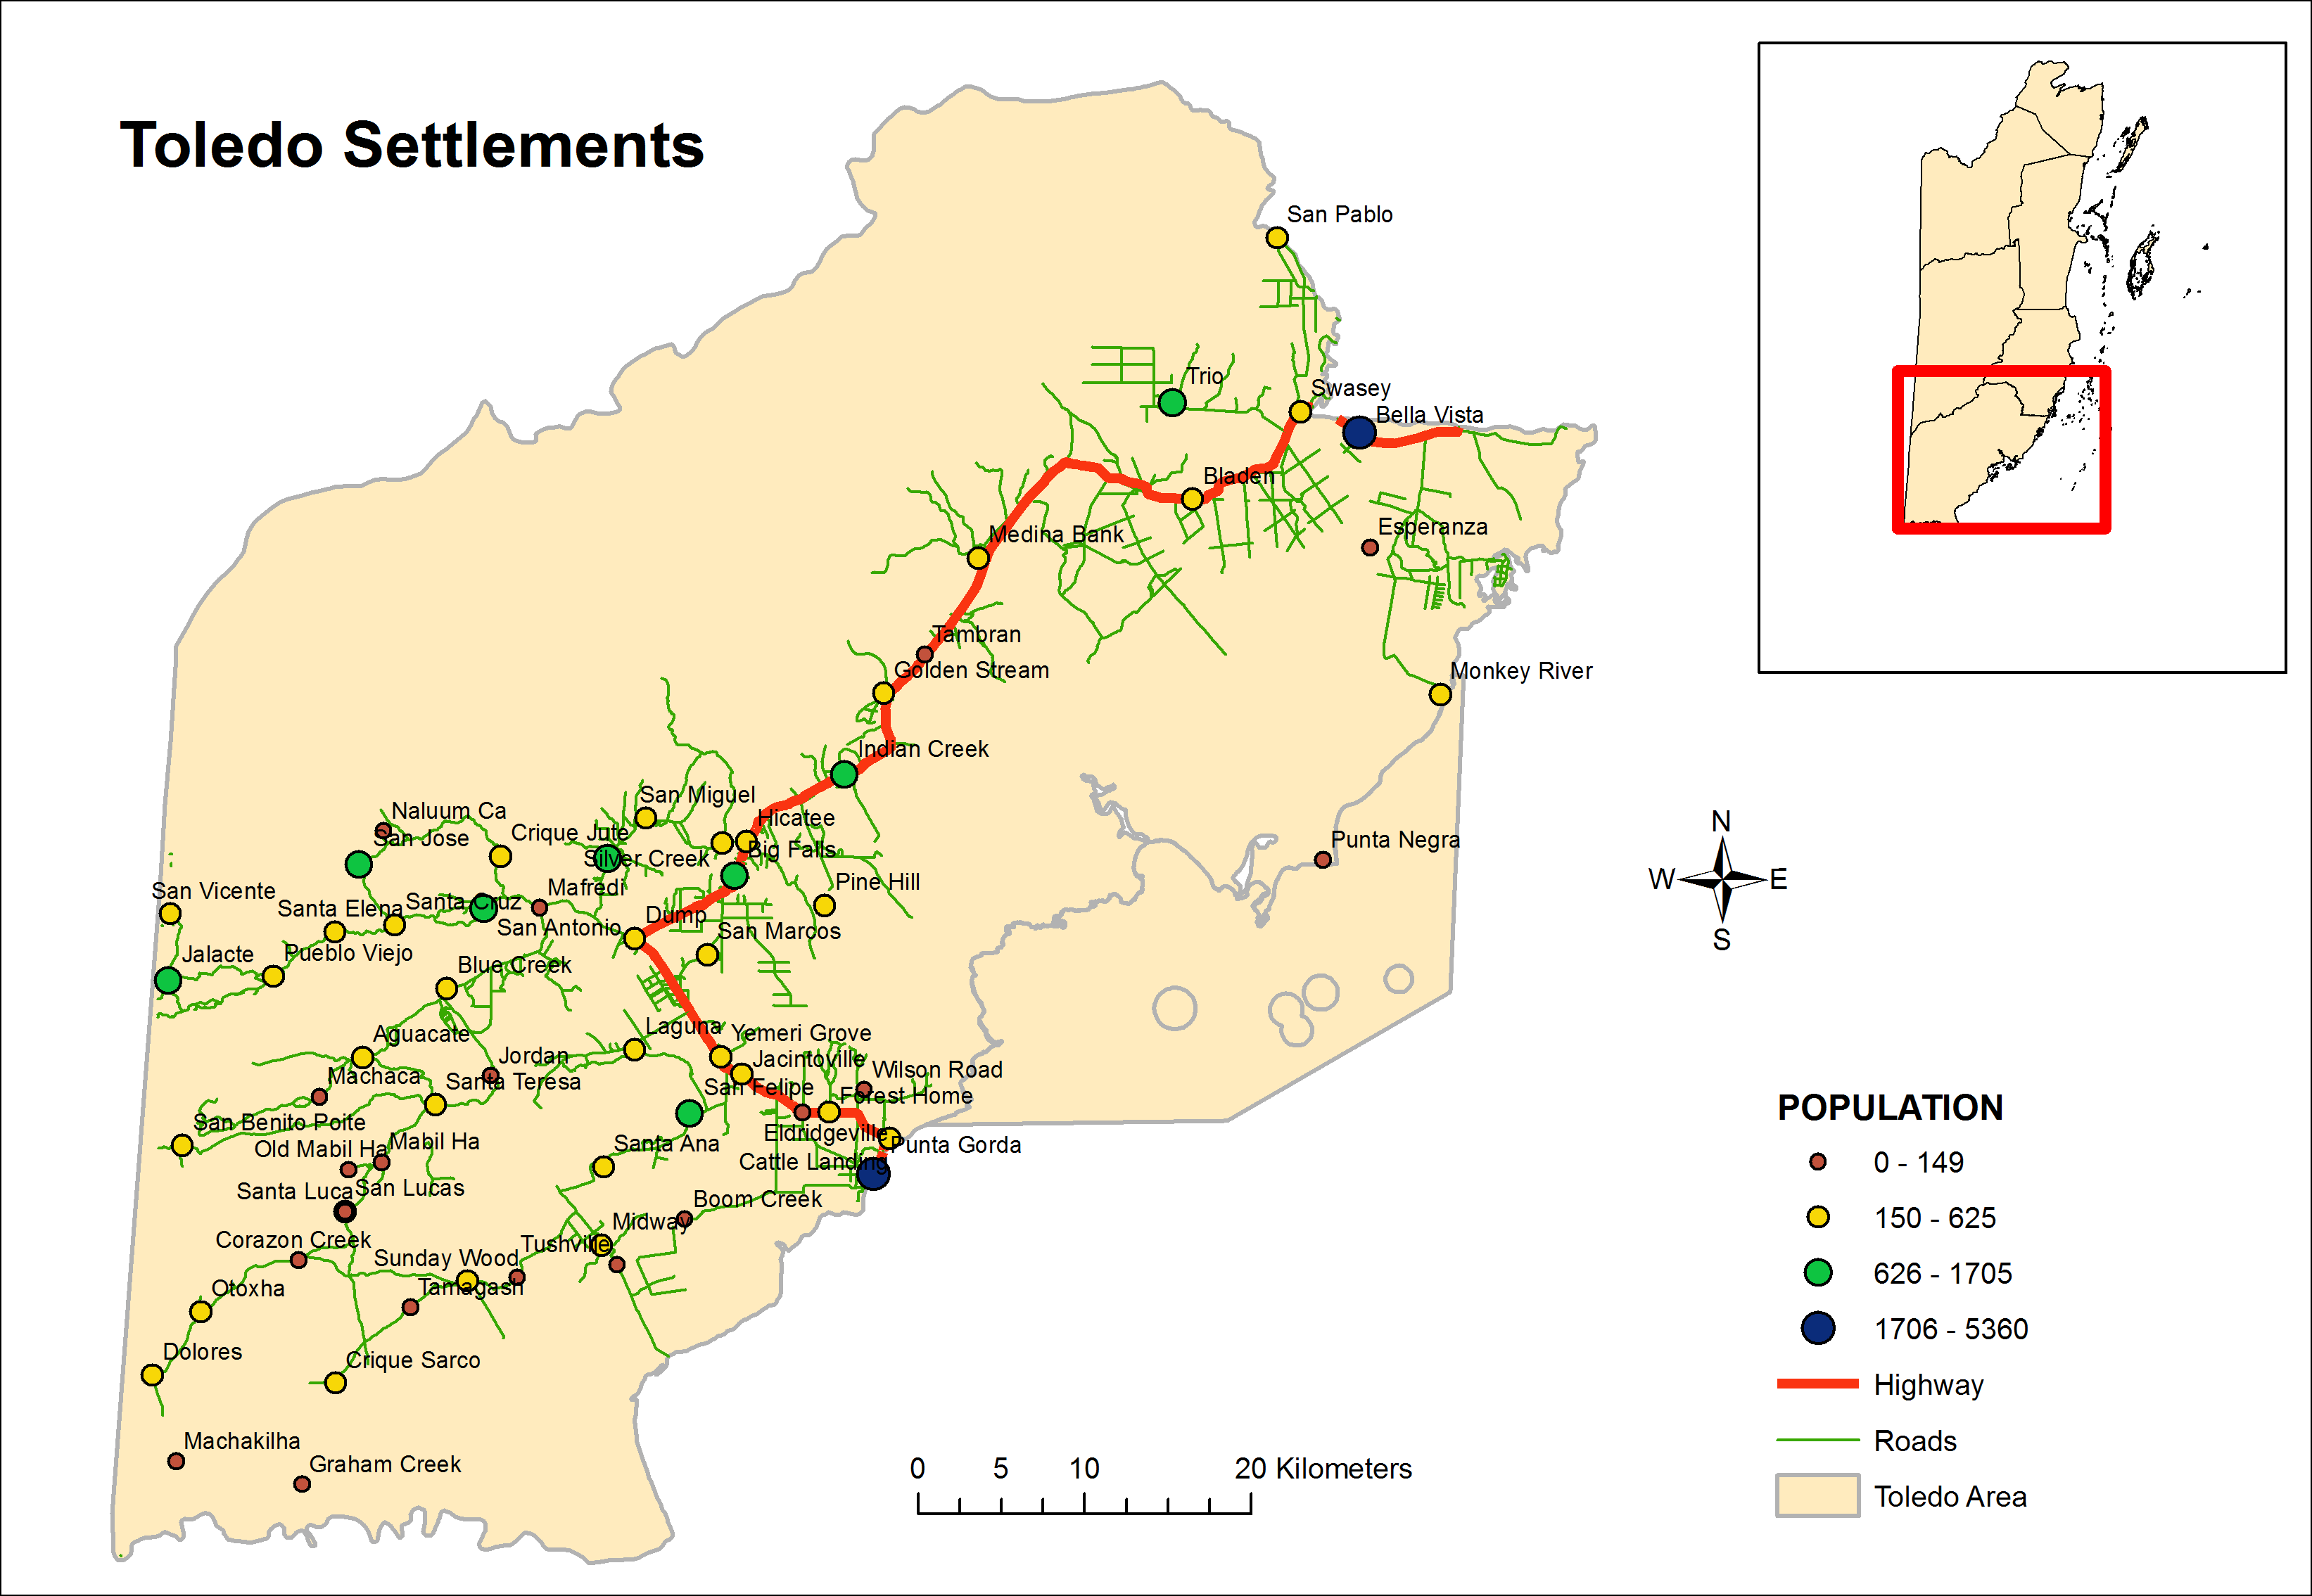 Toledo Settlements
San Pablo
Trio
Swasey
Bella Vista
Bladen
Esperanza
Medina Bank
Tambran
Golden Stream
Monkey River
Indian Creek
San Miguel
Naluum Ca
Hicatee
Crique Jute
San Jose
Big Falls
Silver Creek
Punta Negra
Pine Hill
Mafredi
San Vicente
Santa Cruz
Santa Elena
Dump
San Antonio
San Marcos
Jalacte
Pueblo Viejo
Blue Creek
Laguna
Yemeri Grove
Aguacate
Jordan
Jacintoville
Wilson Road
Machaca
Santa Teresa
San Felipe
Forest Home
San Benito Poite
Eldridgeville
Old Mabil Ha
Mabil Ha
Santa Ana
Punta Gorda
Cattle Landing
Santa Luca
San Lucas
Boom Creek
Midway
Corazon Creek
Tushville
Sunday Wood
Otoxha
Tamagash
Dolores
Crique Sarco
Machakilha
Graham Creek
N
W E
S
0 5 10 20 Kilometers
POPULATION
0 - 149
150 - 625
626 - 1705
1706 - 5360
Highway
Roads
Toledo Area